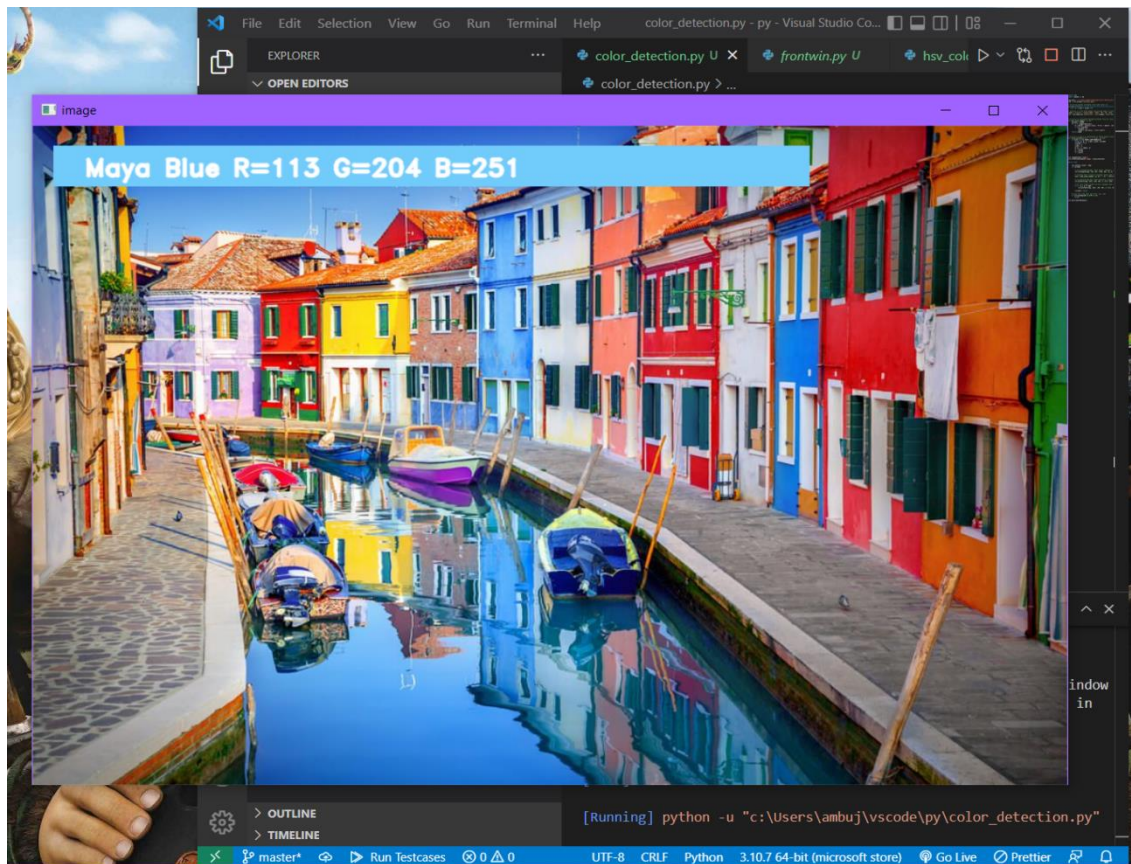 File Edit Selection View Go Run Terminal Help color_detection.py - py - Visual Studio Co...
EXPLORER ... color_detection.py U frontwin.py U hsv_col
OPEN EDITORS color_detection.py > ...
image
Maya Blue R=113 G=204 B=251
indow
in
OUTLINE
[Running] python -u "c:\Users\ambuj\vscode\py\color_detection.py"
TIMELINE
master* Run Testcases 0 0 UTF-8 CRLF Python 3.10.7 64-bit (microsoft store) Go Live Prettier